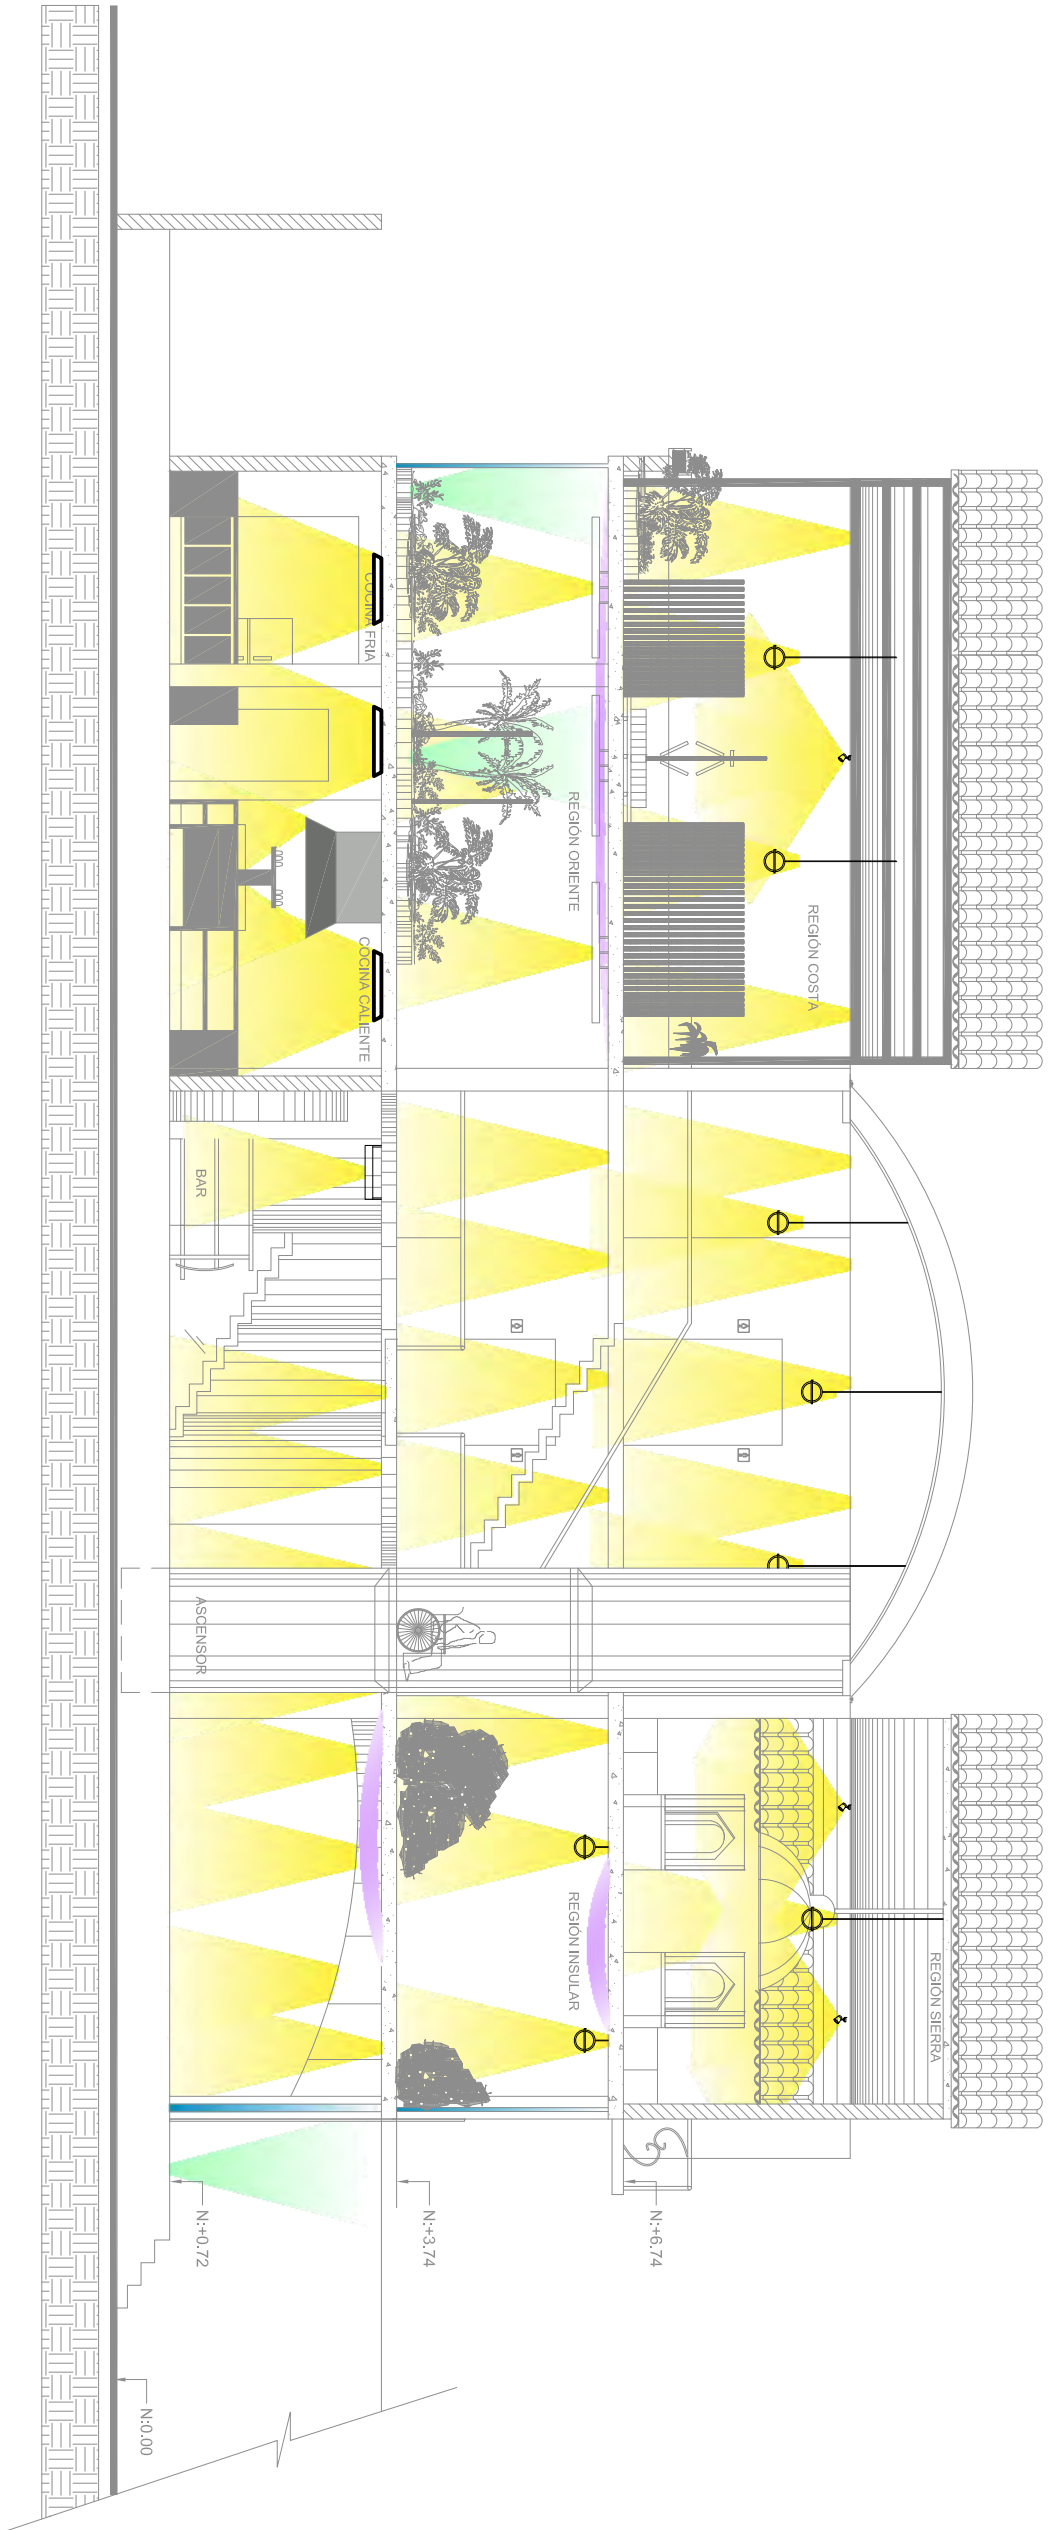 REGIÓN SIERRA
REGIÓN COSTA
N:+6.74
REGIÓN ORIENTE
REGIÓN INSULAR
N:+3.74
COCINA FRIA
COCINA CALIENTE
BAR
ASCENSOR
N:+0.72
N:0.00